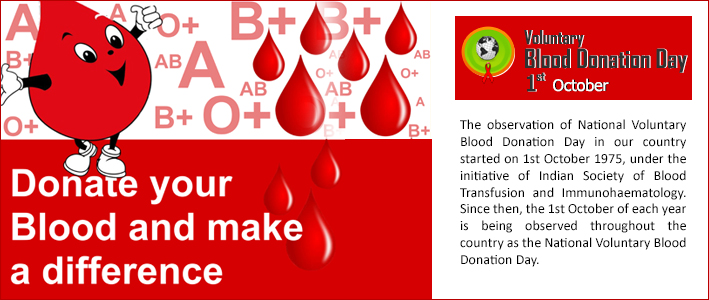 A B+ O+ B+ B+
AB
A
AB
AB
O+
A
B+
B+
O+
AB
O+
AB
A
B+
Donate your
Blood and make
a difference
Voluntary
Blood Donation Day
1st October
The observation of National Voluntary
Blood Donation Day in our country
started on 1st October 1975, under the
initiative of Indian Society of Blood
Transfusion and Immunohaematology.
Since then, the 1st October of each year
is being observed throughout the
country as the National Voluntary Blood
Donation Day.